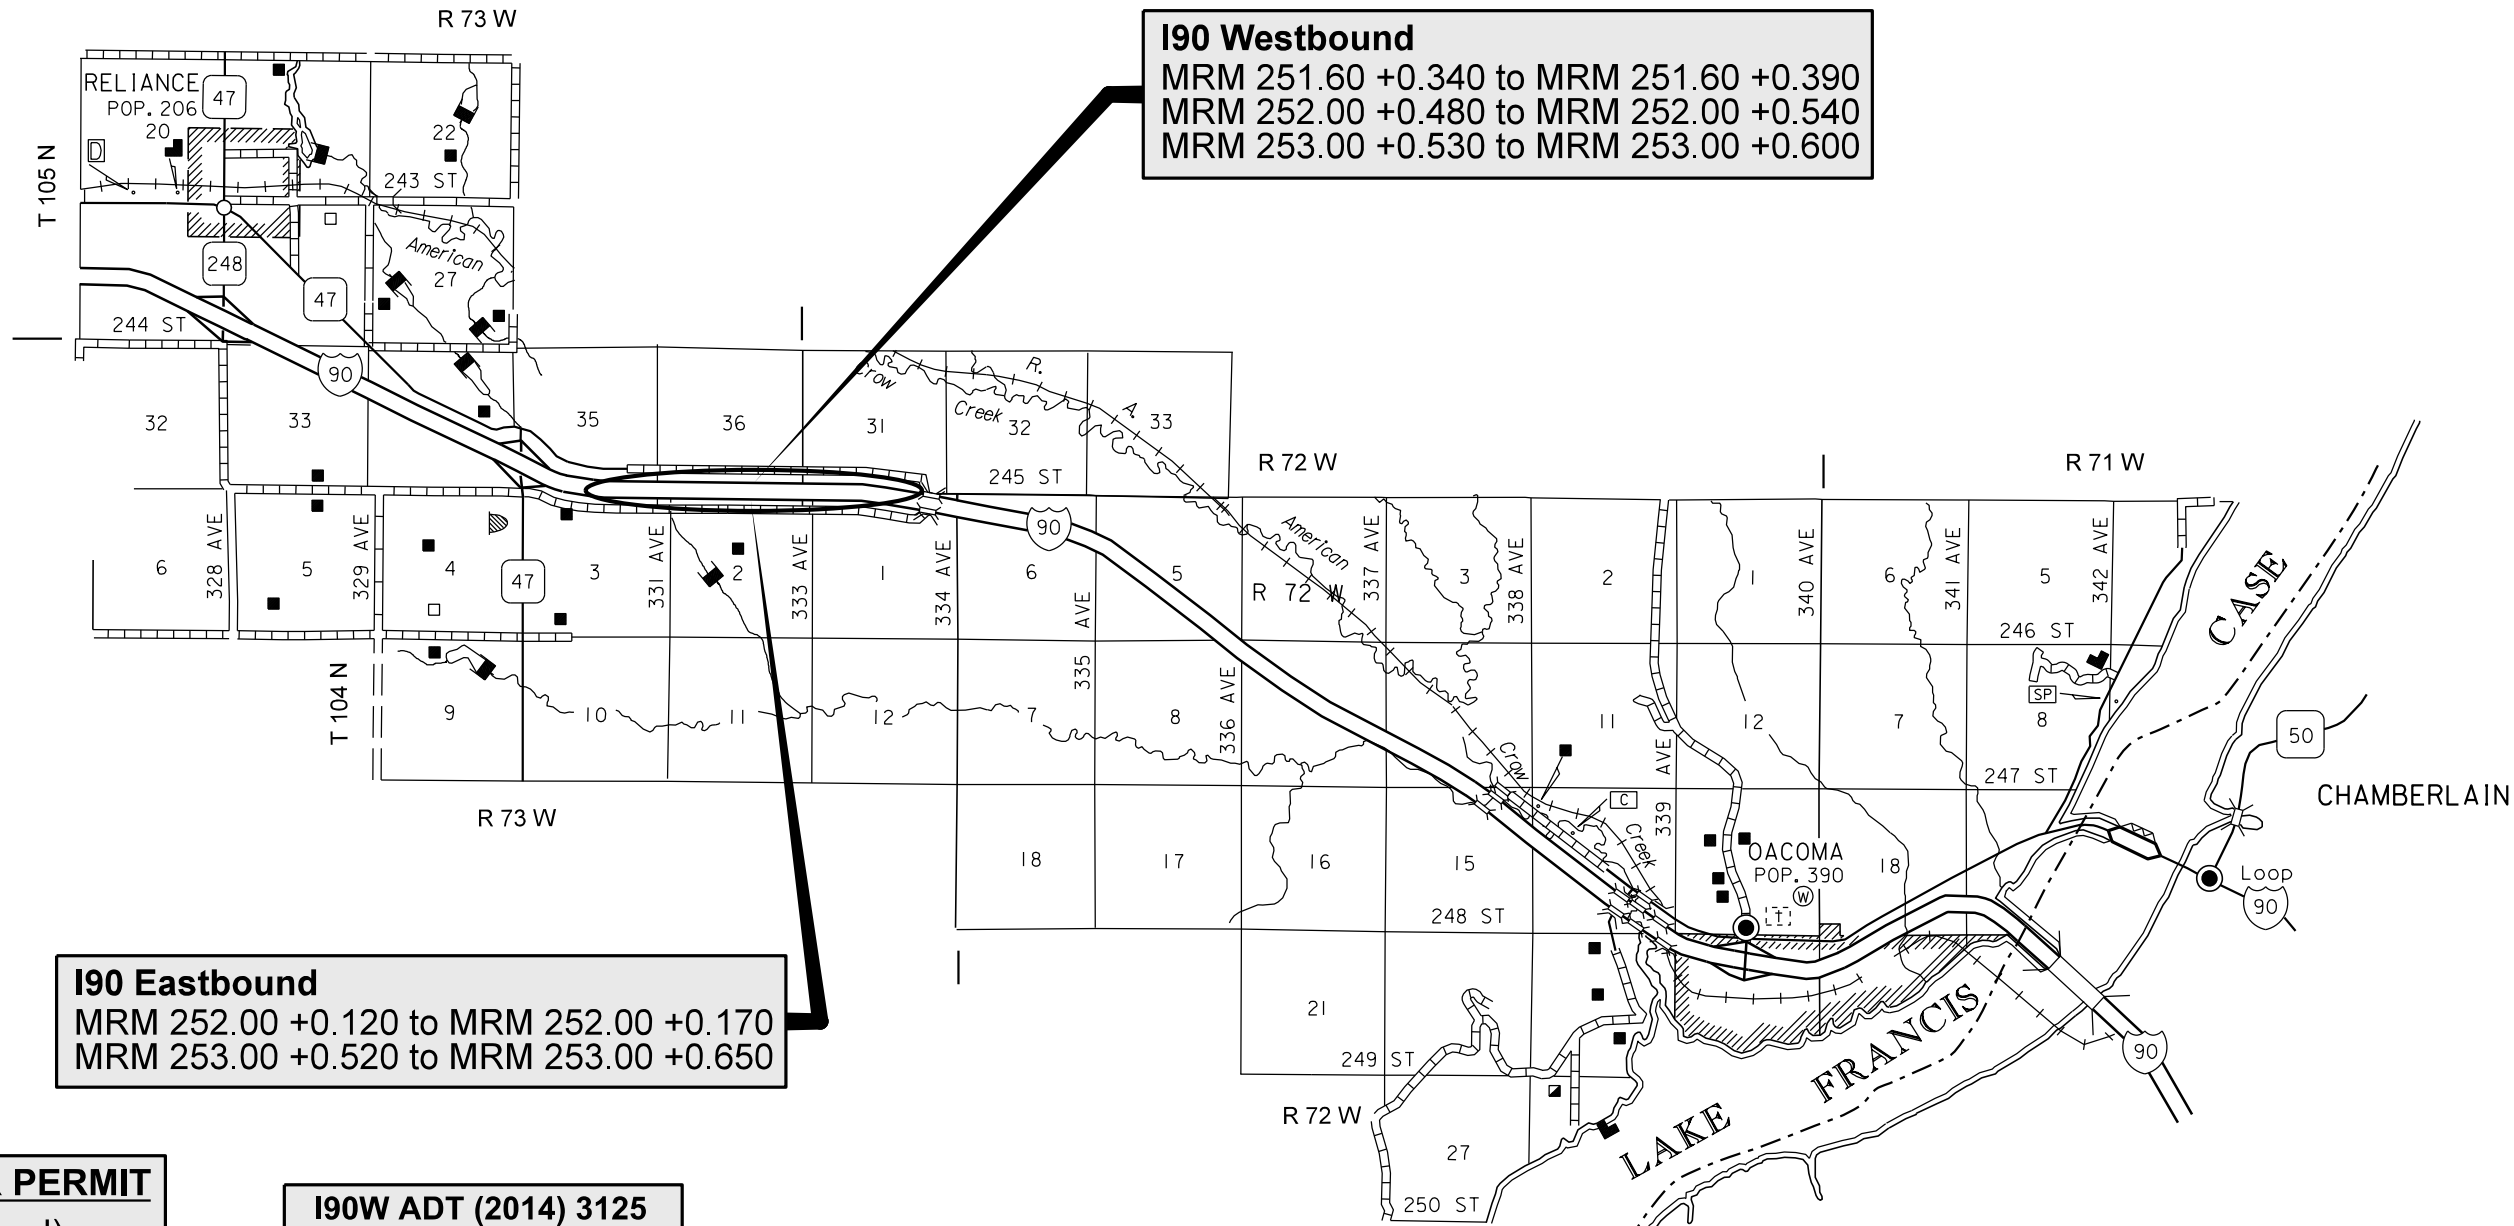 R 73 W
I90 Westbound
MRM 251.60 +0.340 to MRM 251.60 +0.390
MRM 252.00 +0.480 to MRM 252.00 +0.540
MRM 253.00 +0.530 to MRM 253.00 +0.600
RELIANCE
POP. 206
47
20
22
D
T 105 N
243 ST
American
27
248
47
244 ST
90
32
33
35
36
31
Crow
Creek
32
R.
A.
33
245 ST
R 72 W
R 71 W
6
328 AVE
5
329 AVE
4
47
3
331 AVE
2
333 AVE
1
334 AVE
6
90
335 AVE
5
American
R 72 W
337 AVE
3
338 AVE
2
1
340 AVE
6
341 AVE
5
342 AVE
246 ST
CASE
T 104 N
9
10
11
12
7
8
336 AVE
Crow
11
339 AVE
12
7
SP
8
50
247 ST
CHAMBERLAIN
R 73 W
C
Creek
18
17
16
15
OACOMA
POP. 390
W
18
Loop
90
248 ST
†
I90 Eastbound
MRM 252.00 +0.120 to MRM 252.00 +0.170
MRM 253.00 +0.520 to MRM 253.00 +0.650
21
249 ST
90
LAKE FRANCIS
R 72 W
27
250 ST
PERMIT
I90W ADT (2014) 3125